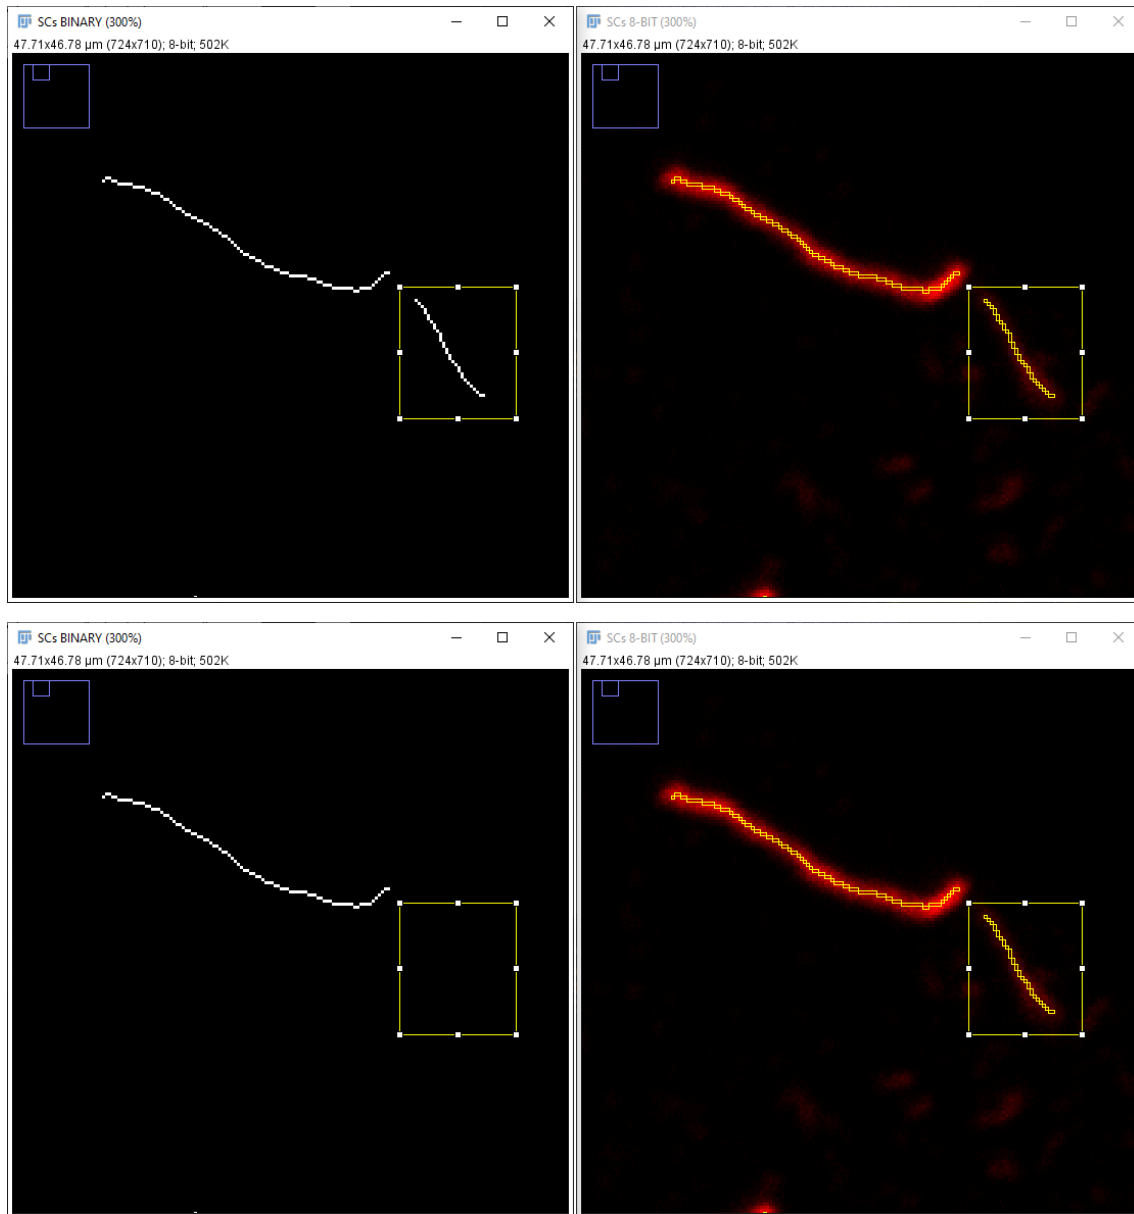 SCs BINARY (300%)
47.71x46.78 µm (724x710); 8-bit; 502K
SCs 8-BIT (300%)
47.71x46.78 µm (724x710); 8-bit; 502K
SCs BINARY (300%)
47.71x46.78 µm (724x710); 8-bit; 502K
SCs 8-BIT (300%)
47.71x46.78 µm (724x710); 8-bit; 502K